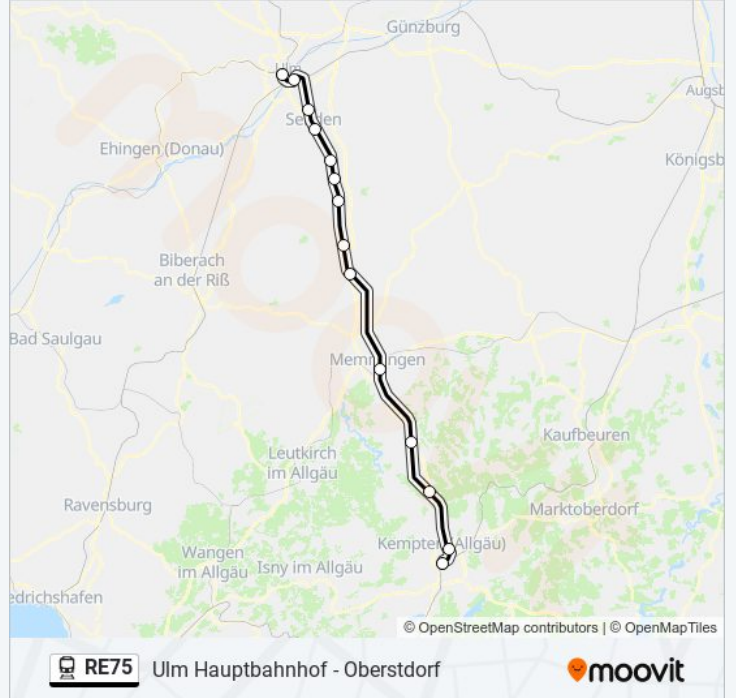 Günzburg
Ulm
Augsb
Senden
Ehingen (Donau)
Königsb
Biberach
an der Riß
Bad Saulgau
Memmingen
Kaufbeuren
Leutkirch
im Allgäu
Ravensburg
Marktoberdorf
Kempten (Allgäu)
Wangen
im Allgäu
Isny im Allgäu
edrichshafen
© OpenStreetMap contributors | © OpenMapTiles
RE75 Ulm Hauptbahnhof - Oberstdorf
moovit